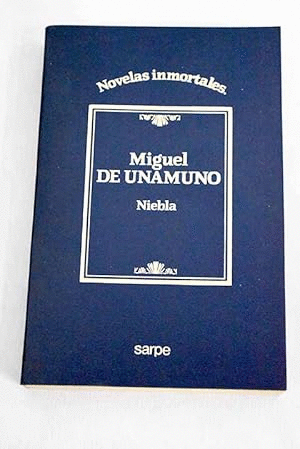 Novelas inmortales.
Miguel
DE UNAMUNO
Niebla
sarpe